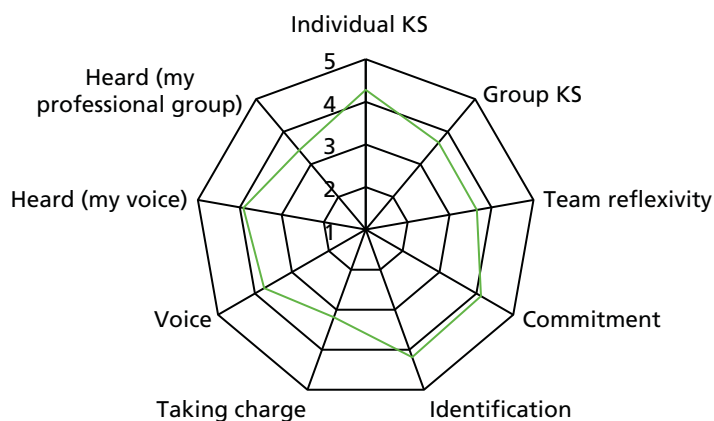 Individual KS
5
Heard (my
professional group)
4
Group KS
3
Heard (my voice)
2
Team reflexivity
1
Voice
Commitment
Taking charge
Identification